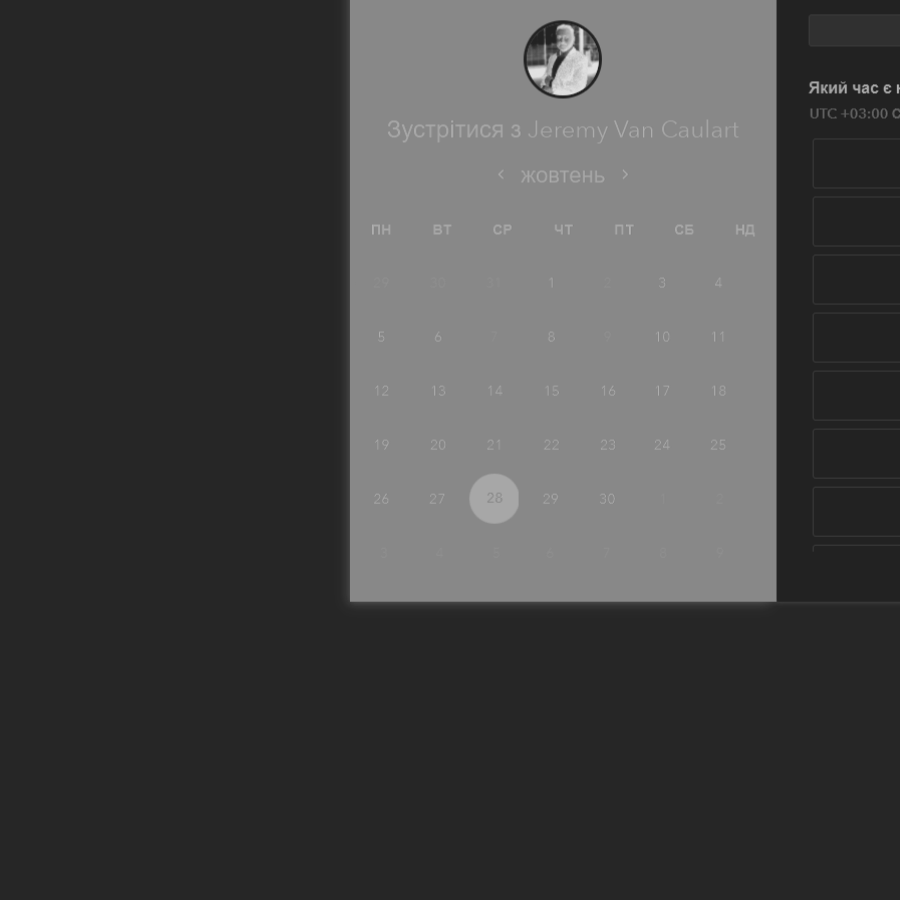 Зустрітися з Jeremy Van Caulart
жовтень
ПН ВТ СР ЧТ ПТ СБ НД
29 30 31 1 2 3 4
5 6 7 8 9 10 11
12 13 14 15 16 17 18
19 20 21 22 23 24 25
26 27 28 29 30 1 2
3 4 5 6 7 8 9
Який час є
UTC +03:00